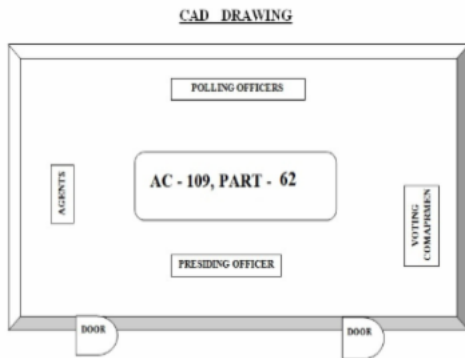 CAD DRAWING
POLLING OFFICERS
AGENTS
AC - 109, PART - 62
VOTING
COMAPRMEN
PRESIDING OFFICER
DOOR
DOOR